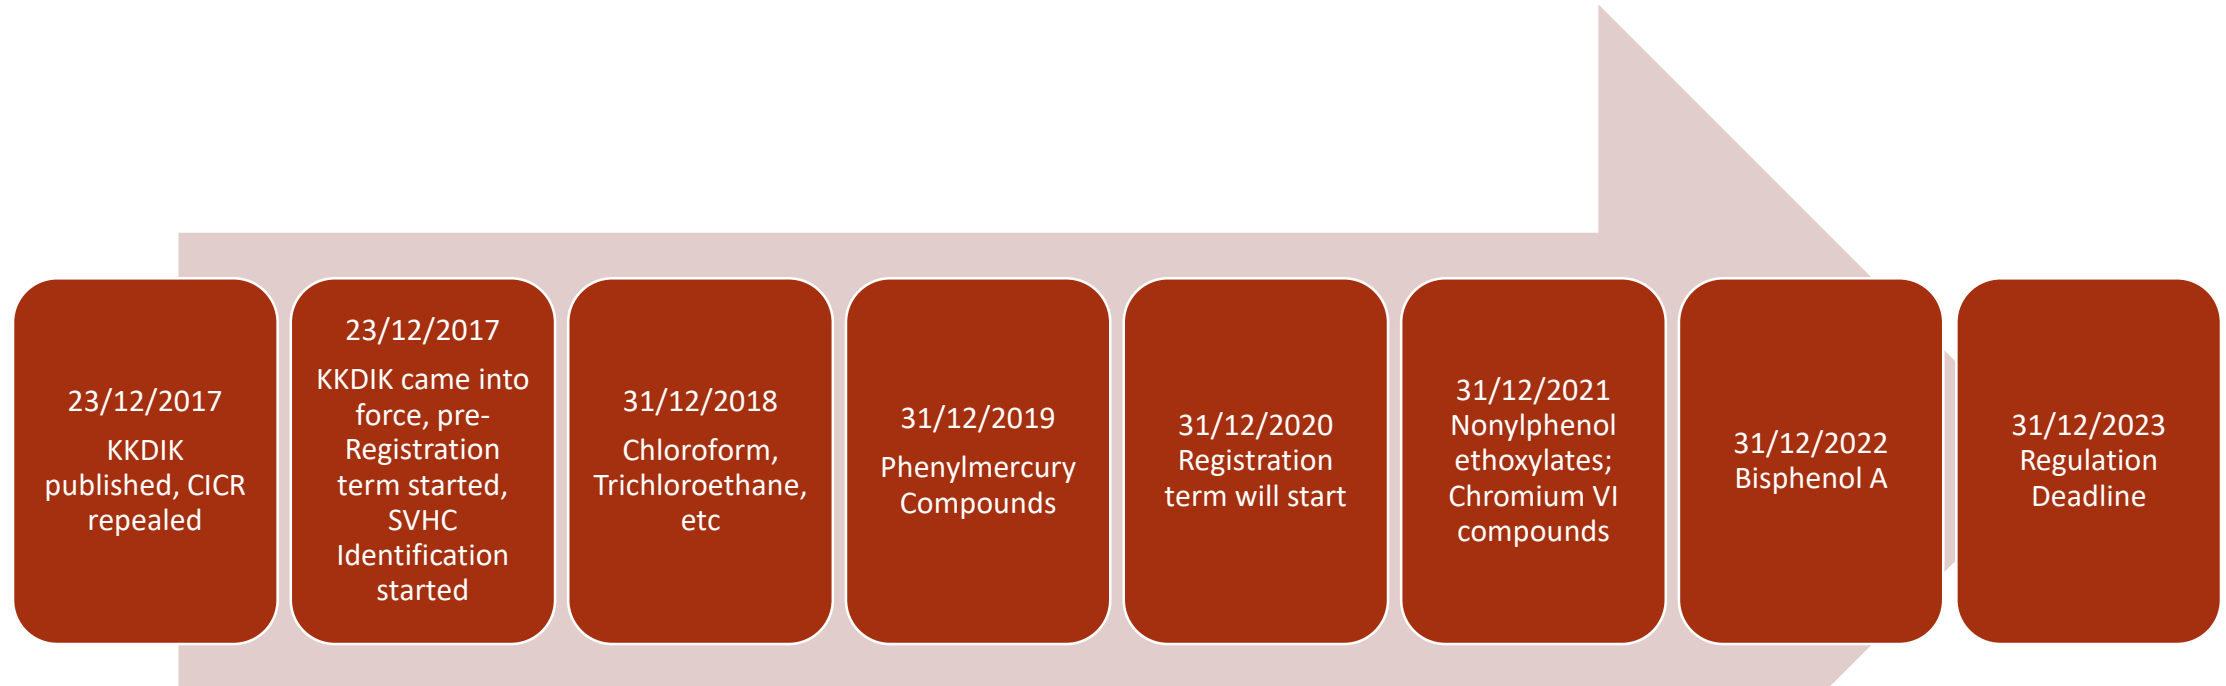 23/12/2017
KKDIK
published, CICR
repealed
23/12/2017
KKDIK came into
force, pre-
Registration
term started,
SVHC
Identification
started
31/12/2018
Chloroform,
Trichloroethane,
etc
31/12/2019
Phenylmercury
Compounds
31/12/2020
Registration
term will start
31/12/2021
Nonylphenol
ethoxylates;
Chromium VI
compounds
31/12/2022
Bisphenol A
31/12/2023
Regulation
Deadline